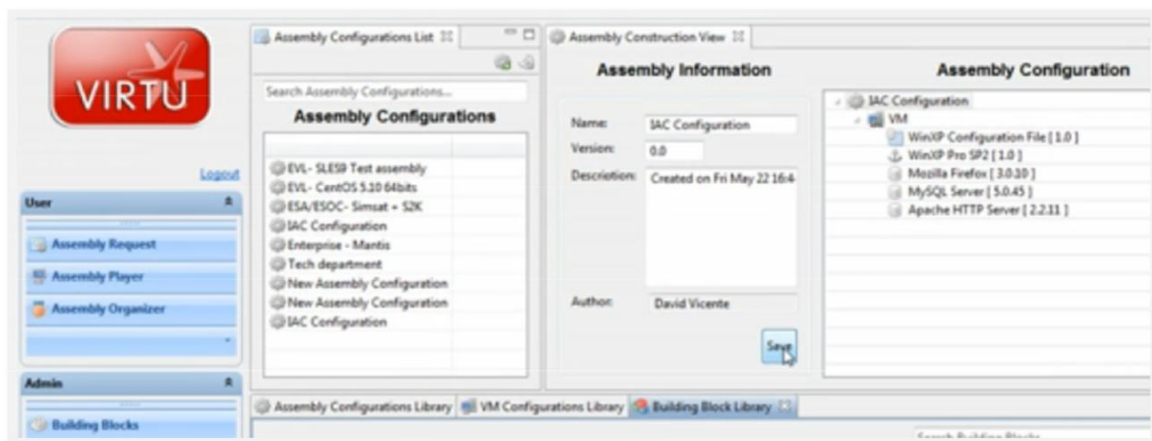 VIRTU
Logout
User
Assembly Request
Assembly Player
Assembly Organizer
Admin
Building Blocks
Assembly Configurations List
Search Assembly Configurations...
Assembly Configurations
EVL- SLES9 Test assembly
EVL- CentOS 5.10 64bits
ESA/ESOC- Simsat + S2K
IAC Configuration
Enterprise - Mantis
Tech department
New Assembly Configuration
New Assembly Configuration
IAC Configuration
Assembly Construction View
Assembly Information
Name: IAC Configuration
Version: 0.0
Description: Created on Fri May 22 16:4
Author: David Vicente
Save
Assembly Configuration
IAC Configuration
VM
WinXP Configuration File [ 1.0 ]
WinXP Pro SP2 [ 1.0 ]
Mozilla Firefox [ 3.0.10 ]
MySQL Server [ 5.0.45 ]
Apache HTTP Server [ 2.2.11 ]
Assembly Configurations Library VM Configurations Library Building Block Library
Search Building Blocks